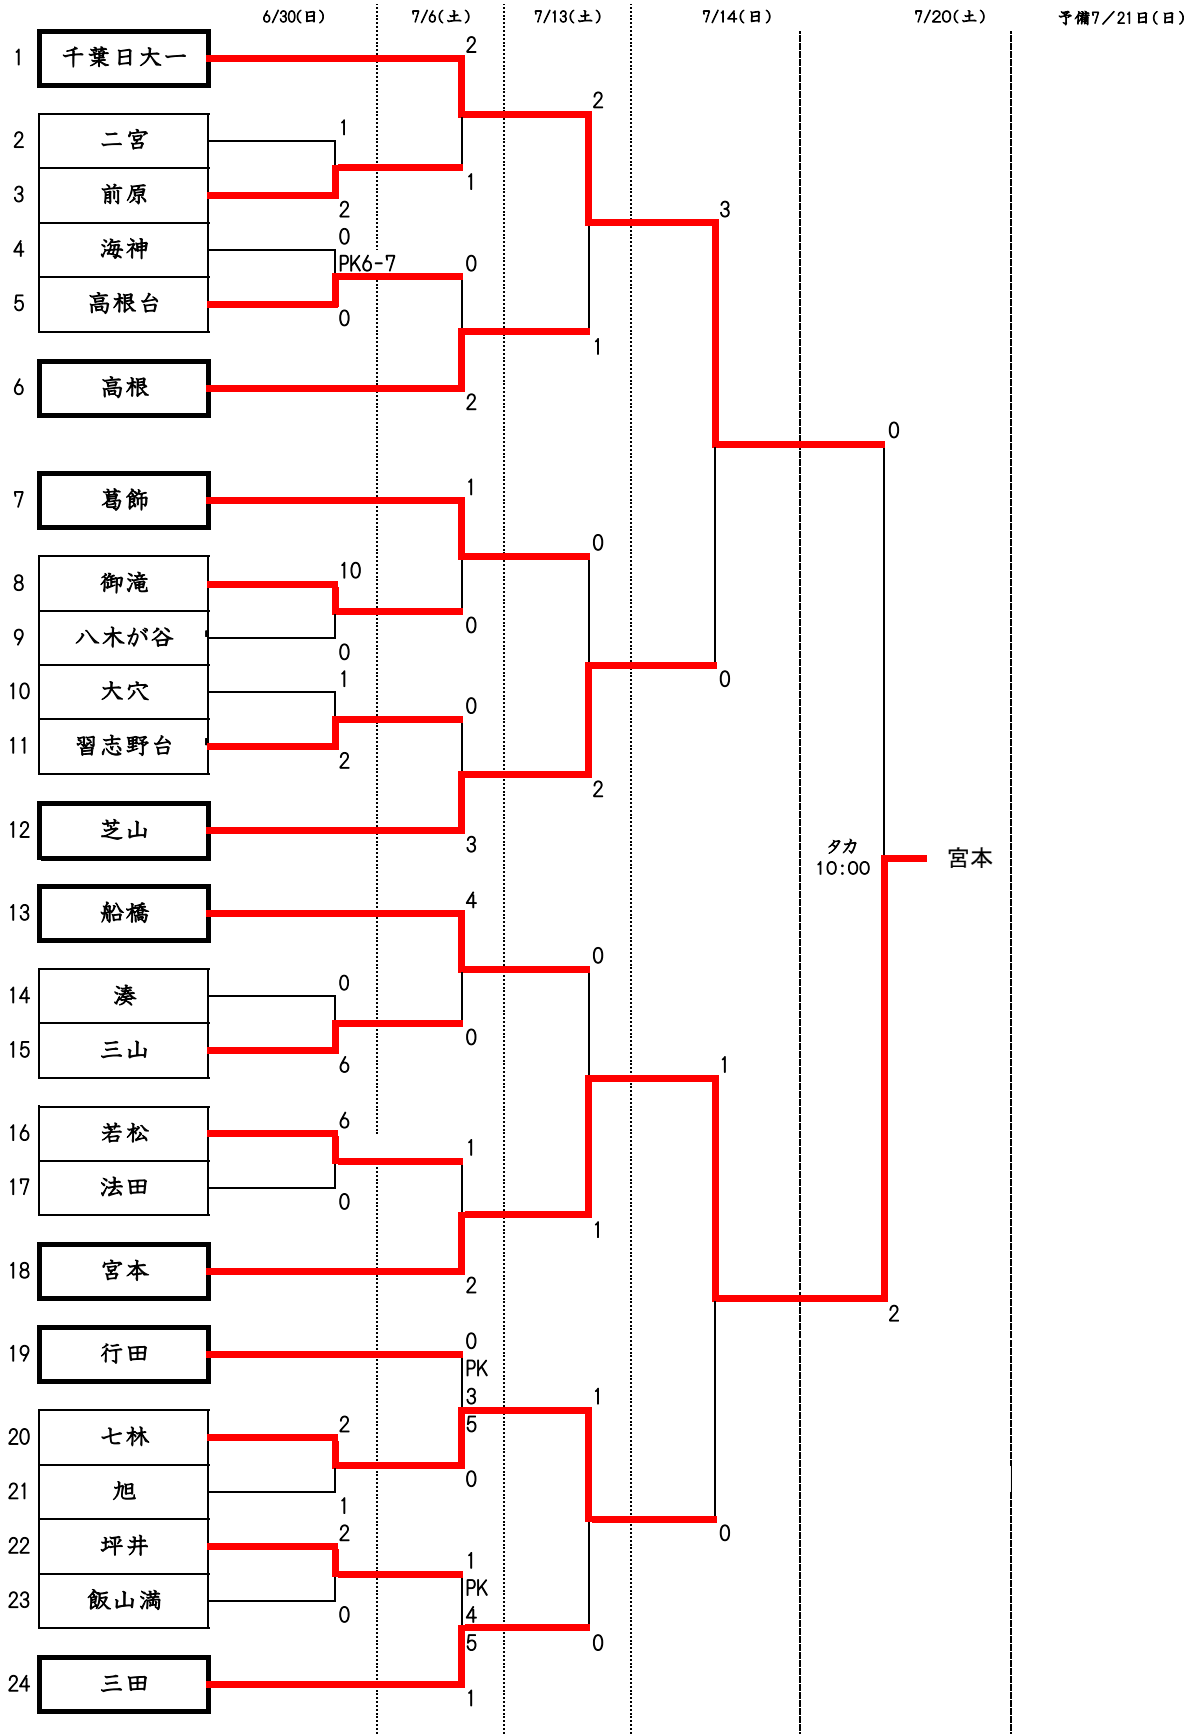 6/30(日) 7/6(土) 7/13(土) 7/14(日) 7/20(土) 予備7/21日(日)
2
1 千葉日大一
2
1
2 二宮
1
3 前原
2
3
0
4 海神
PK6-7 0
5 高根台
0
1
6 高根
2
0
1
7 葛飾
0
10
8 御滝
0
9 八木が谷
0
1
0
10 大穴
0
11 習志野台
2
2
12 芝山
3
タカ
10:00
宮本
4
13 船橋
0
0
14 湊
0
15 三山
6
1
6
16 若松
1
17 法田
0
1
18 宮本
2
2
0
19 行田
PK
3
1
2
5
20 七林
0
21 旭
1
2
0
22 坪井
1
PK
23 飯山満
0
4
5
0
24 三田
1